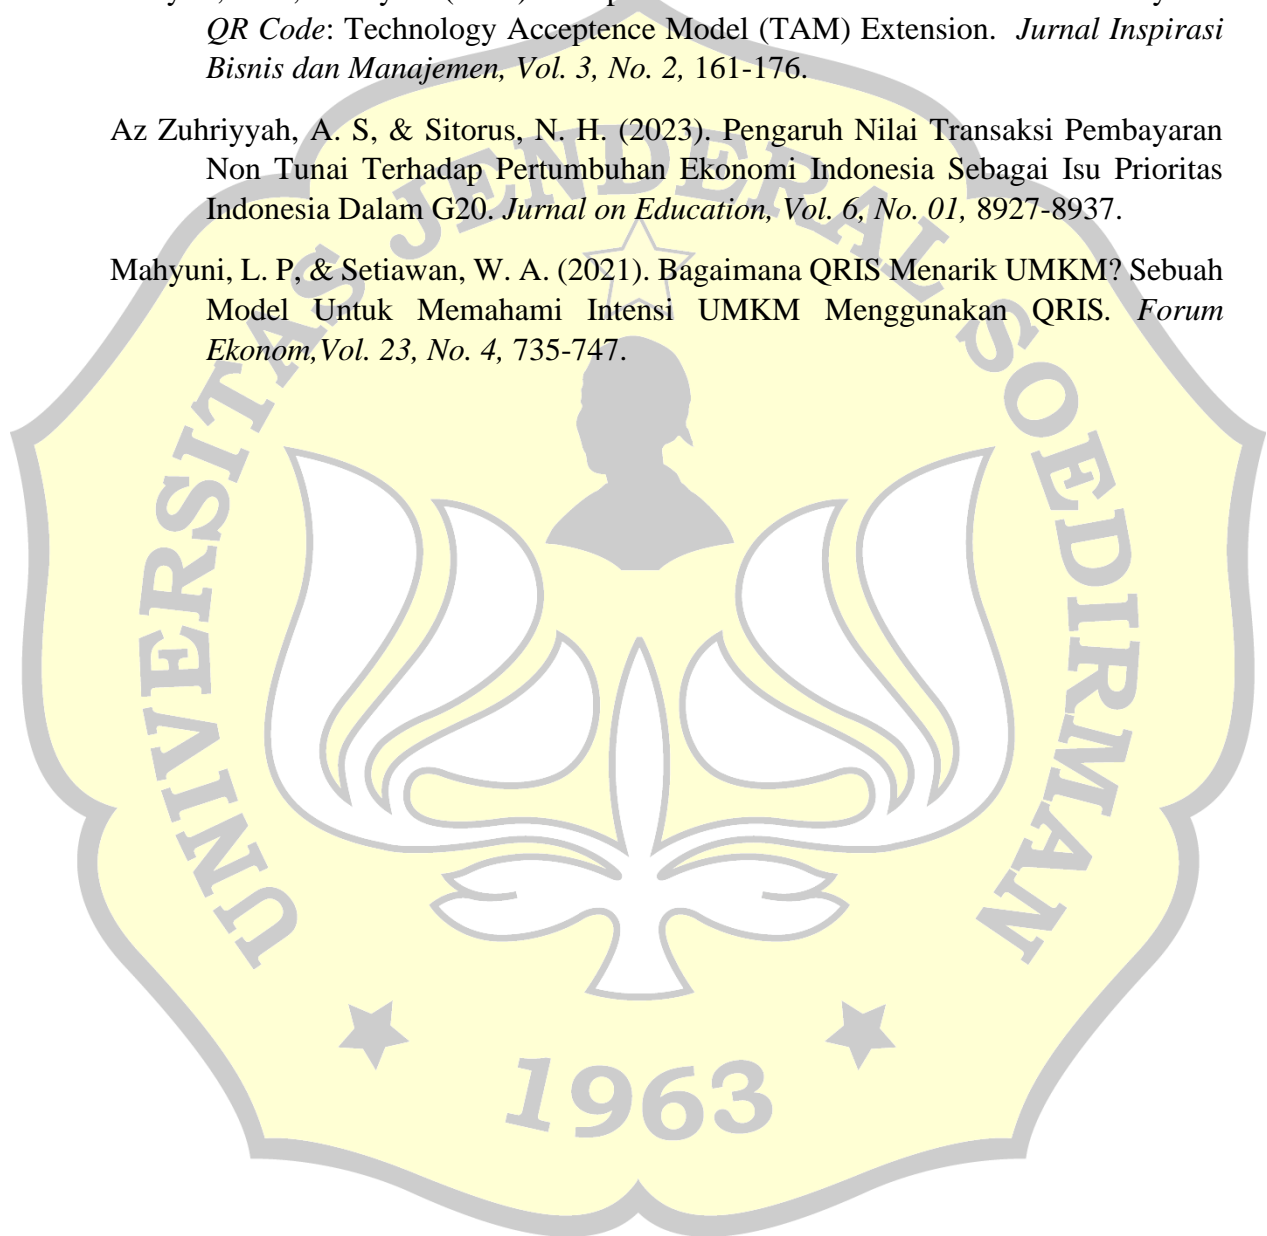 QR Code: Technology Acceptence Model (TAM) Extension. Jurnal Inspirasi
Bisnis dan Manajemen, Vol. 3, No. 2, 161-176.
Az Zuhriyyah, A. S, & Sitorus, N. H. (2023). Pengaruh Nilai Transaksi Pembayaran
Non Tunai Terhadap Pertumbuhan Ekonomi Indonesia Sebagai Isu Prioritas
Indonesia Dalam G20. Jurnal on Education, Vol. 6, No. 01, 8927-8937.
Mahyuni, L. P, & Setiawan, W. A. (2021). Bagaimana QRIS Menarik UMKM? Sebuah
Model Untuk Memahami Intensi UMKM Menggunakan QRIS. Forum
Ekonom,Vol. 23, No. 4, 735-747.
UNIVERSITAS JENDERAL SOEDIRMAN
1963